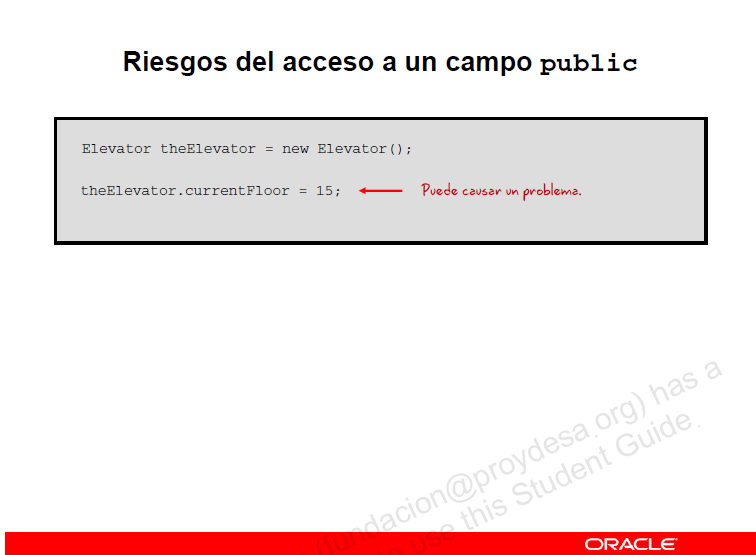 Riesgos del acceso a un campo public
Elevator theElevator = new Elevator();
theElevator.currentFloor = 15;
Puede causar un problema.
(fundacion@proydesa.org) has a
use this Student Guide.
ORACLE